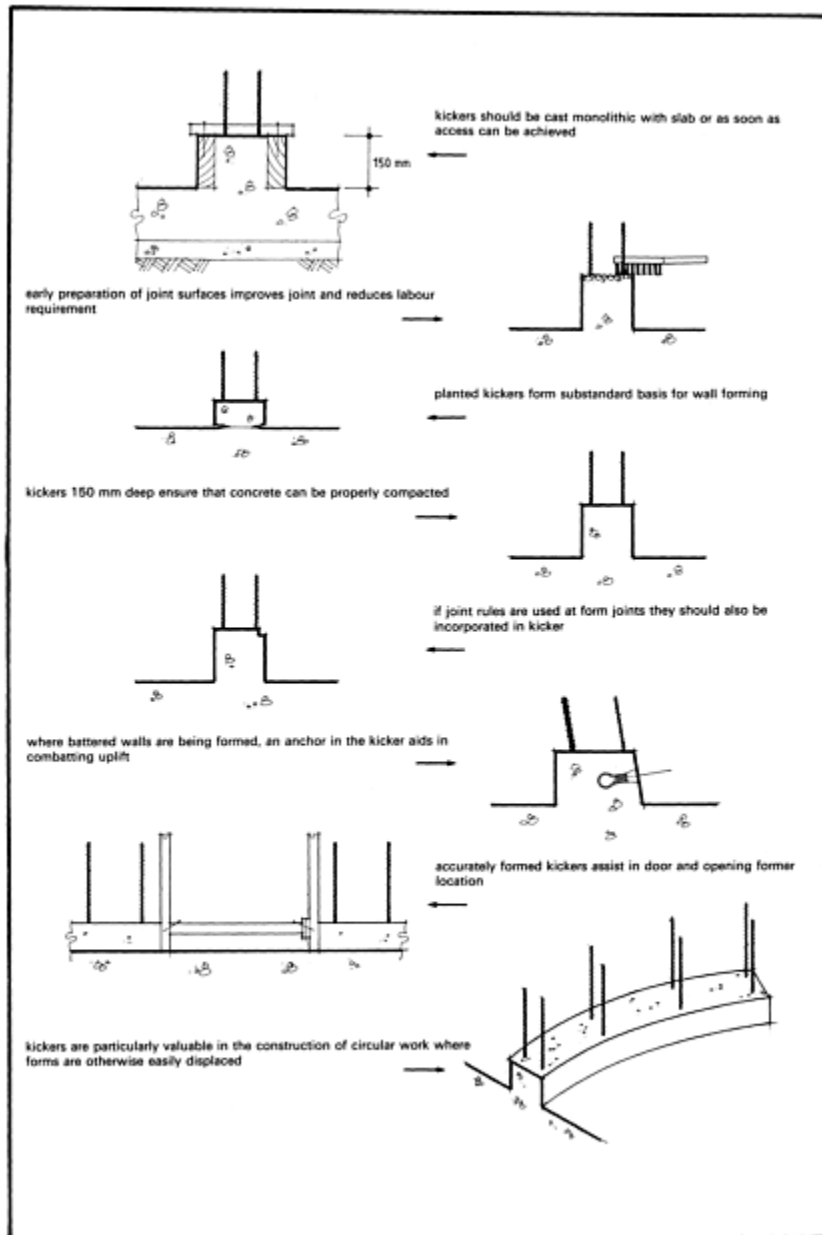 kickers should be cast monolithic with slab or as soon as
access can be achieved
150 mm
early preparation of joint surfaces improves joint and reduces labour
requirement
planted kickers form substandard basis for wall forming
kickers 150 mm deep ensure that concrete can be properly compacted
if joint rules are used at form joints they should also be
incorporated in kicker
where battered walls are being formed, an anchor in the kicker aids in
combatting uplift
accurately formed kickers assist in door and opening former
location
kickers are particularly valuable in the construction of circular work where
forms are otherwise easily displaced